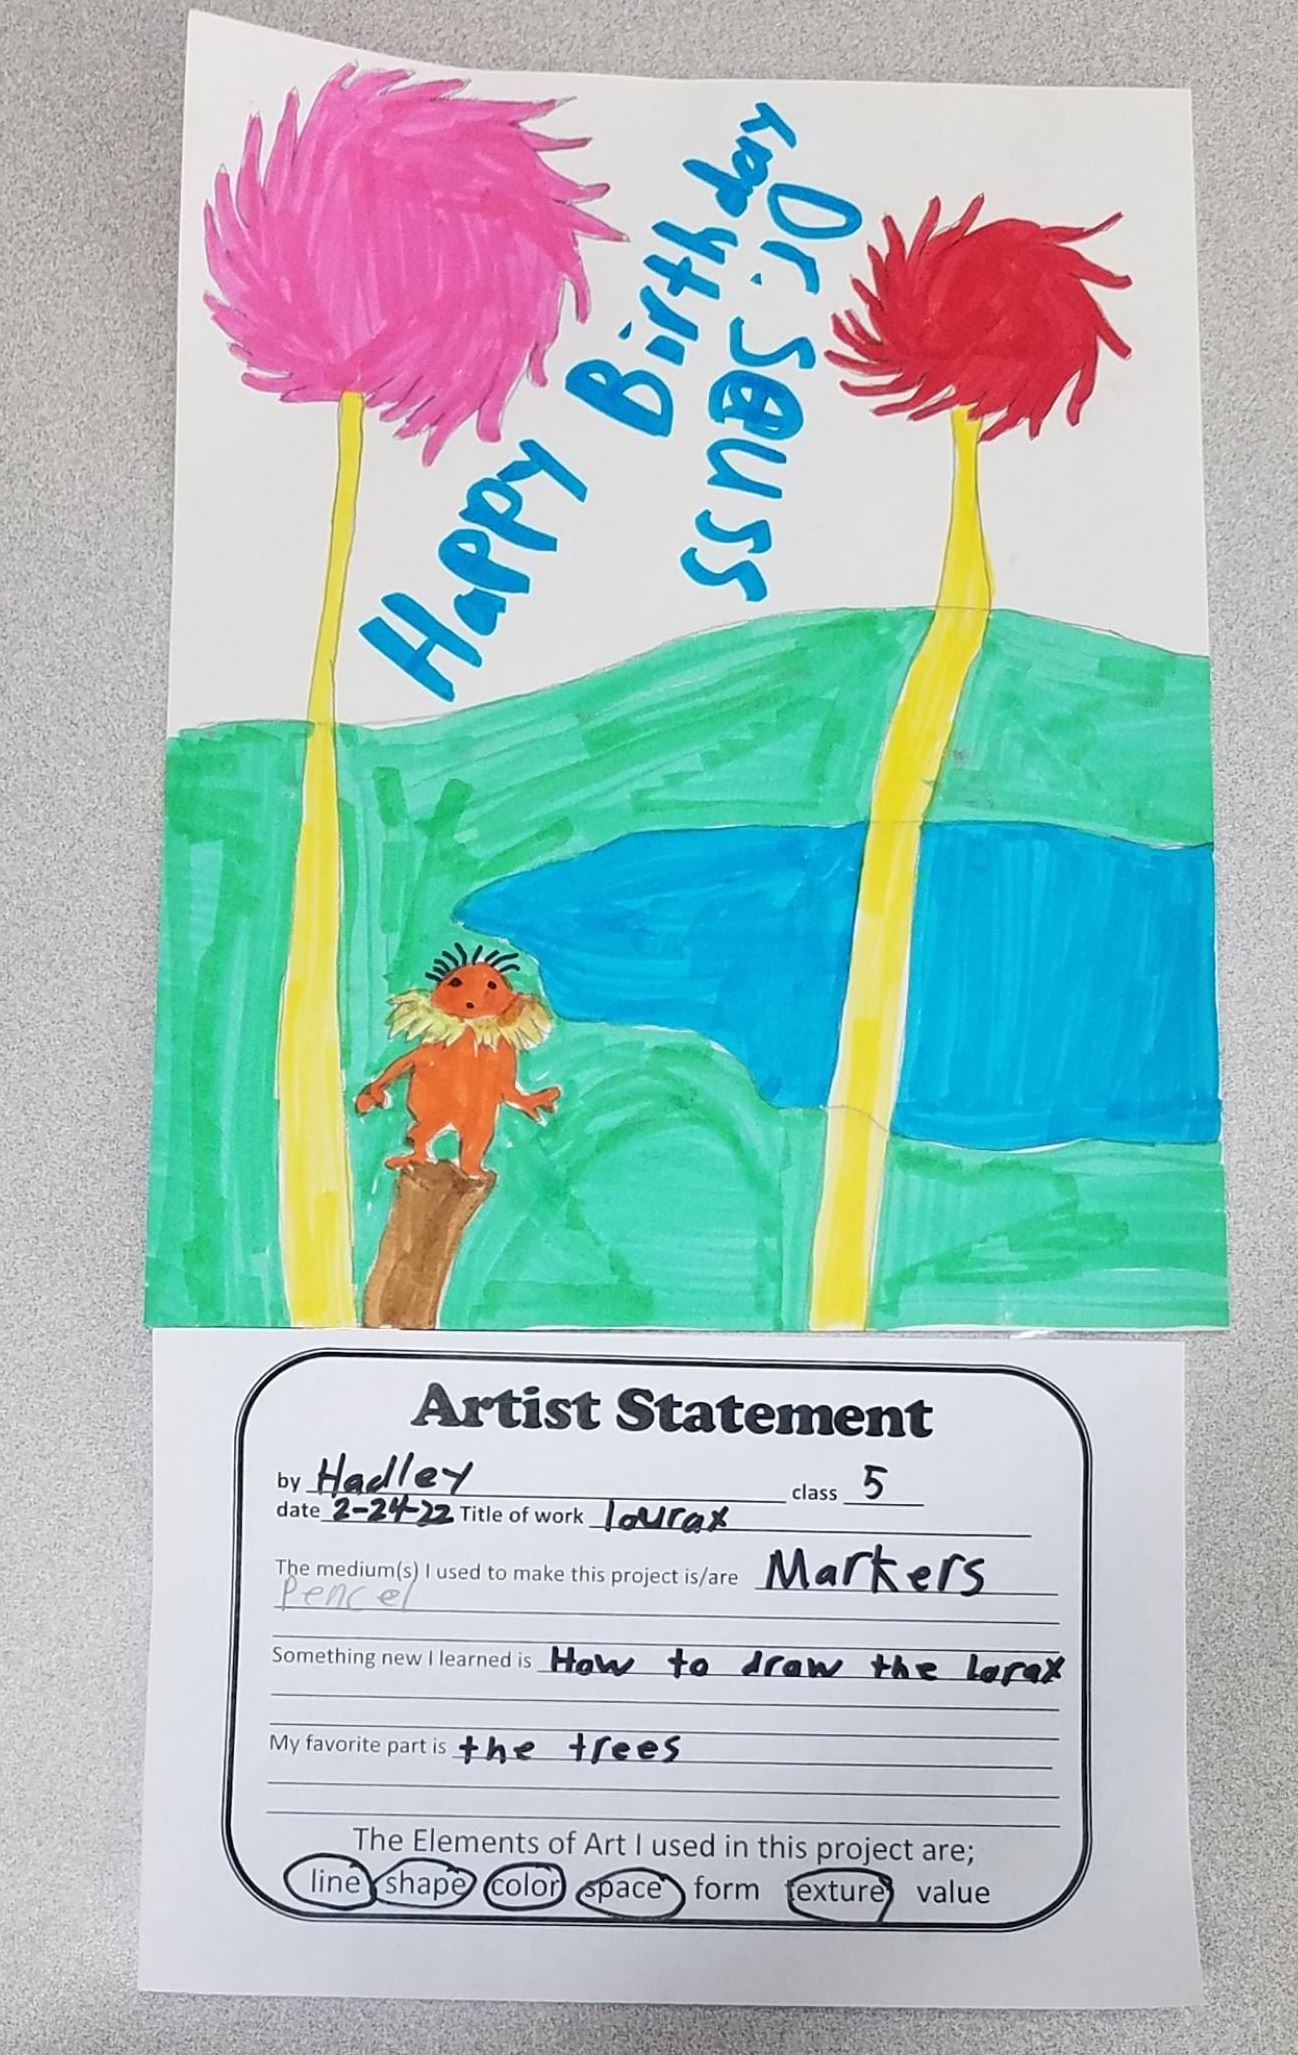 Happy Birthday
Dr. Seuss
Artist Statement
by Hadley class 5
date 2-24-22 Title of work lourax
The medium(s) I used to make this project is/are Markers
Pencel
Something new I learned is How to draw the Lorax
My favorite part is the trees
The Elements of Art I used in this project are;
line shape color space form texture value